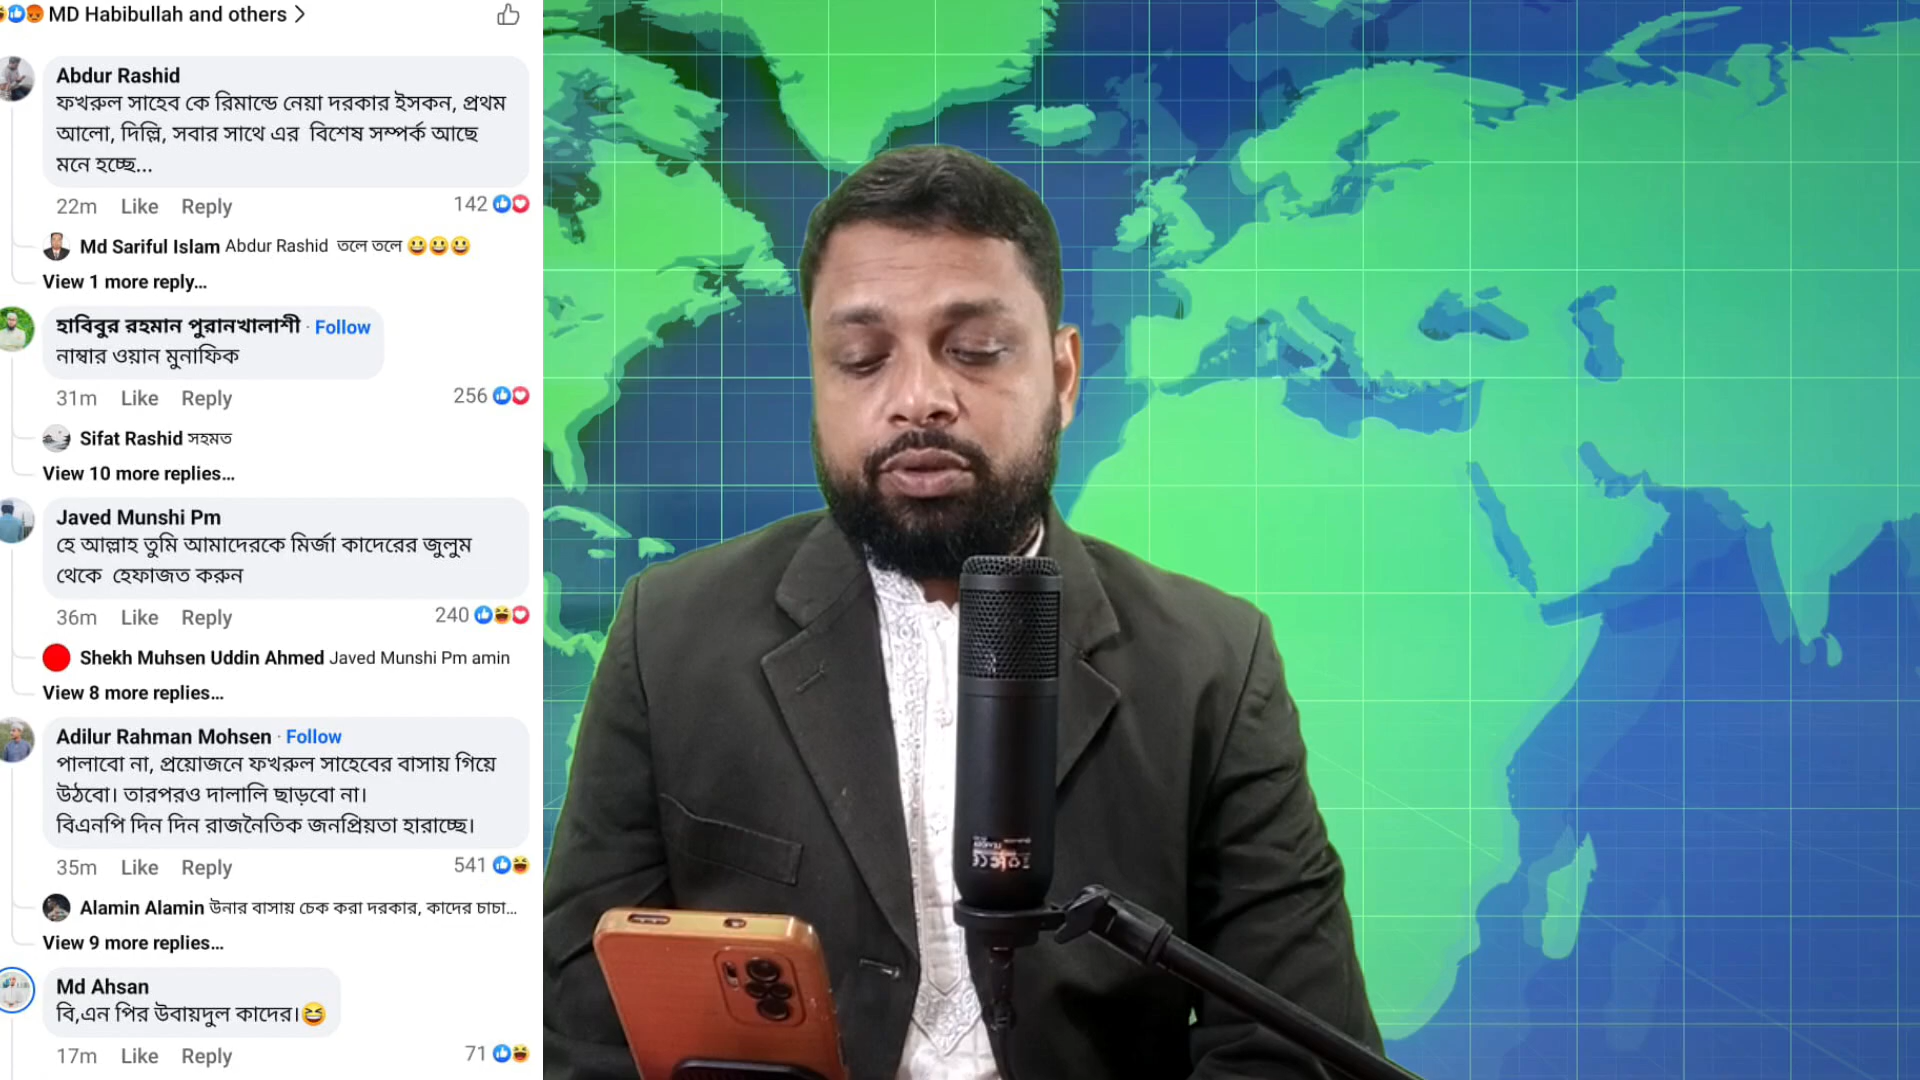 MD Habibullah and others
Abdur Rashid
ফখরুল সাহেব কে রিমান্ডে নেয়া দরকার ইসকন, প্রথম
আলো, দিল্লি, সবার সাথে এর বিশেষ সম্পর্ক আছে
মনে হচ্ছে...
22m Like Reply 142
Md Sariful Islam Abdur Rashid তলে তলে 😃😃😃
View 1 more reply...
হাবিবুর রহমান পুরানখালাশী · Follow
নাম্বার ওয়ান মুনাফিক
31m Like Reply 256
Sifat Rashid সহমত
View 10 more replies...
Javed Munshi Pm
হে আল্লাহ তুমি আমাদেরকে মির্জা কাদেরের জুলুম
থেকে হেফাজত করুন
36m Like Reply 240
Shekh Muhsen Uddin Ahmed Javed Munshi Pm amin
View 8 more replies...
Adilur Rahman Mohsen · Follow
পালাবো না, প্রয়োজনে ফখরুল সাহেবের বাসায় গিয়ে
উঠবো। তারপরও দালালি ছাড়বো না।
বিএনপি দিন দিন রাজনৈতিক জনপ্রিয়তা হারাচ্ছে।
35m Like Reply 541
Alamin Alamin উনার বাসায় চেক করা দরকার, কাদের চাচা...
View 9 more replies...
Md Ahsan
বি,এন পির উবায়দুল কাদের।😆
17m Like Reply 71